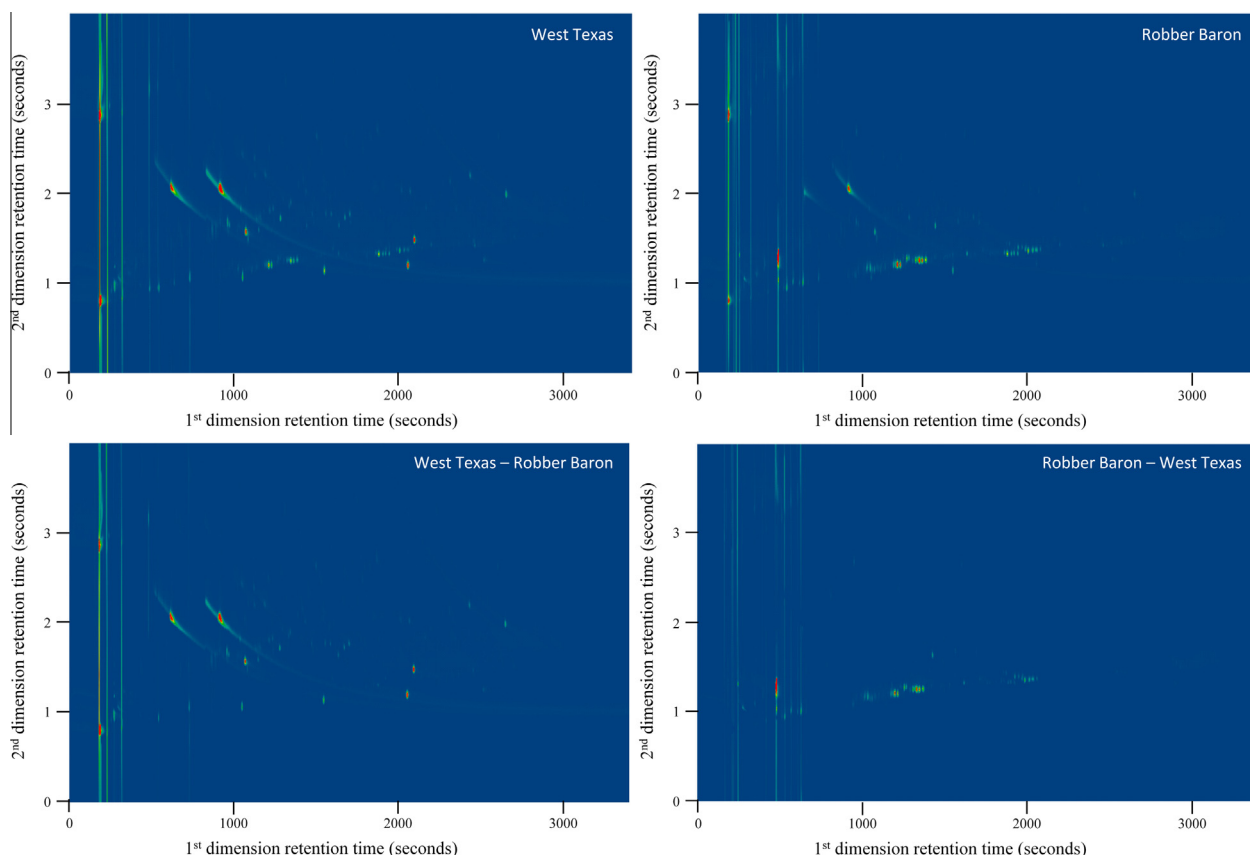 West Texas
2nd dimension retention time (seconds)
3
2
1
0
0 1000 2000 3000
1st dimension retention time (seconds)
Robber Baron
2nd dimension retention time (seconds)
3
2
1
0
0 1000 2000 3000
1st dimension retention time (seconds)
West Texas – Robber Baron
2nd dimension retention time (seconds)
3
2
1
0
0 1000 2000 3000
1st dimension retention time (seconds)
Robber Baron – West Texas
2nd dimension retention time (seconds)
3
2
1
0
0 1000 2000 3000
1st dimension retention time (seconds)